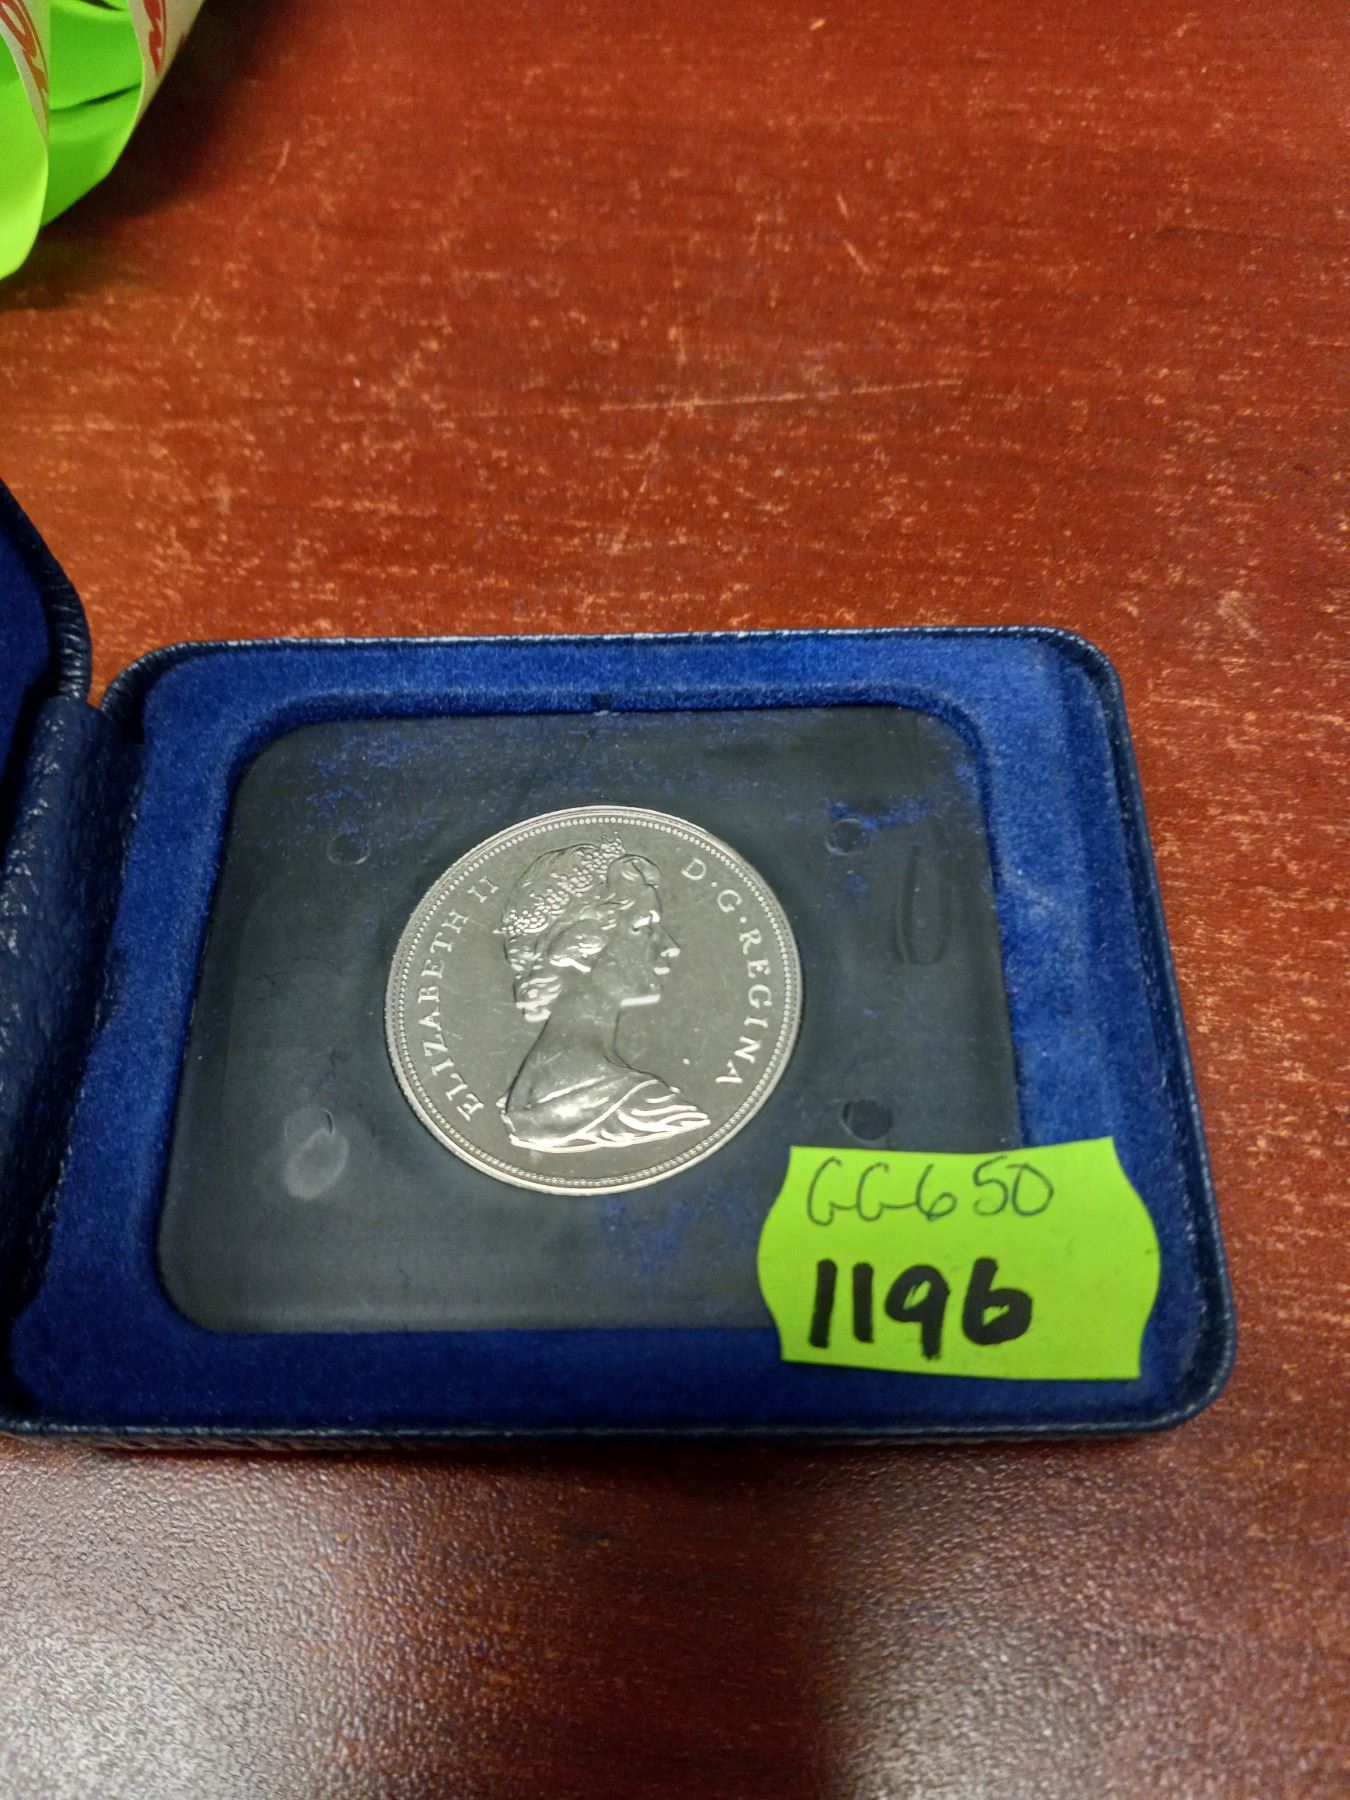 ELIZABETH II D·G·REGINA
GG650
1196